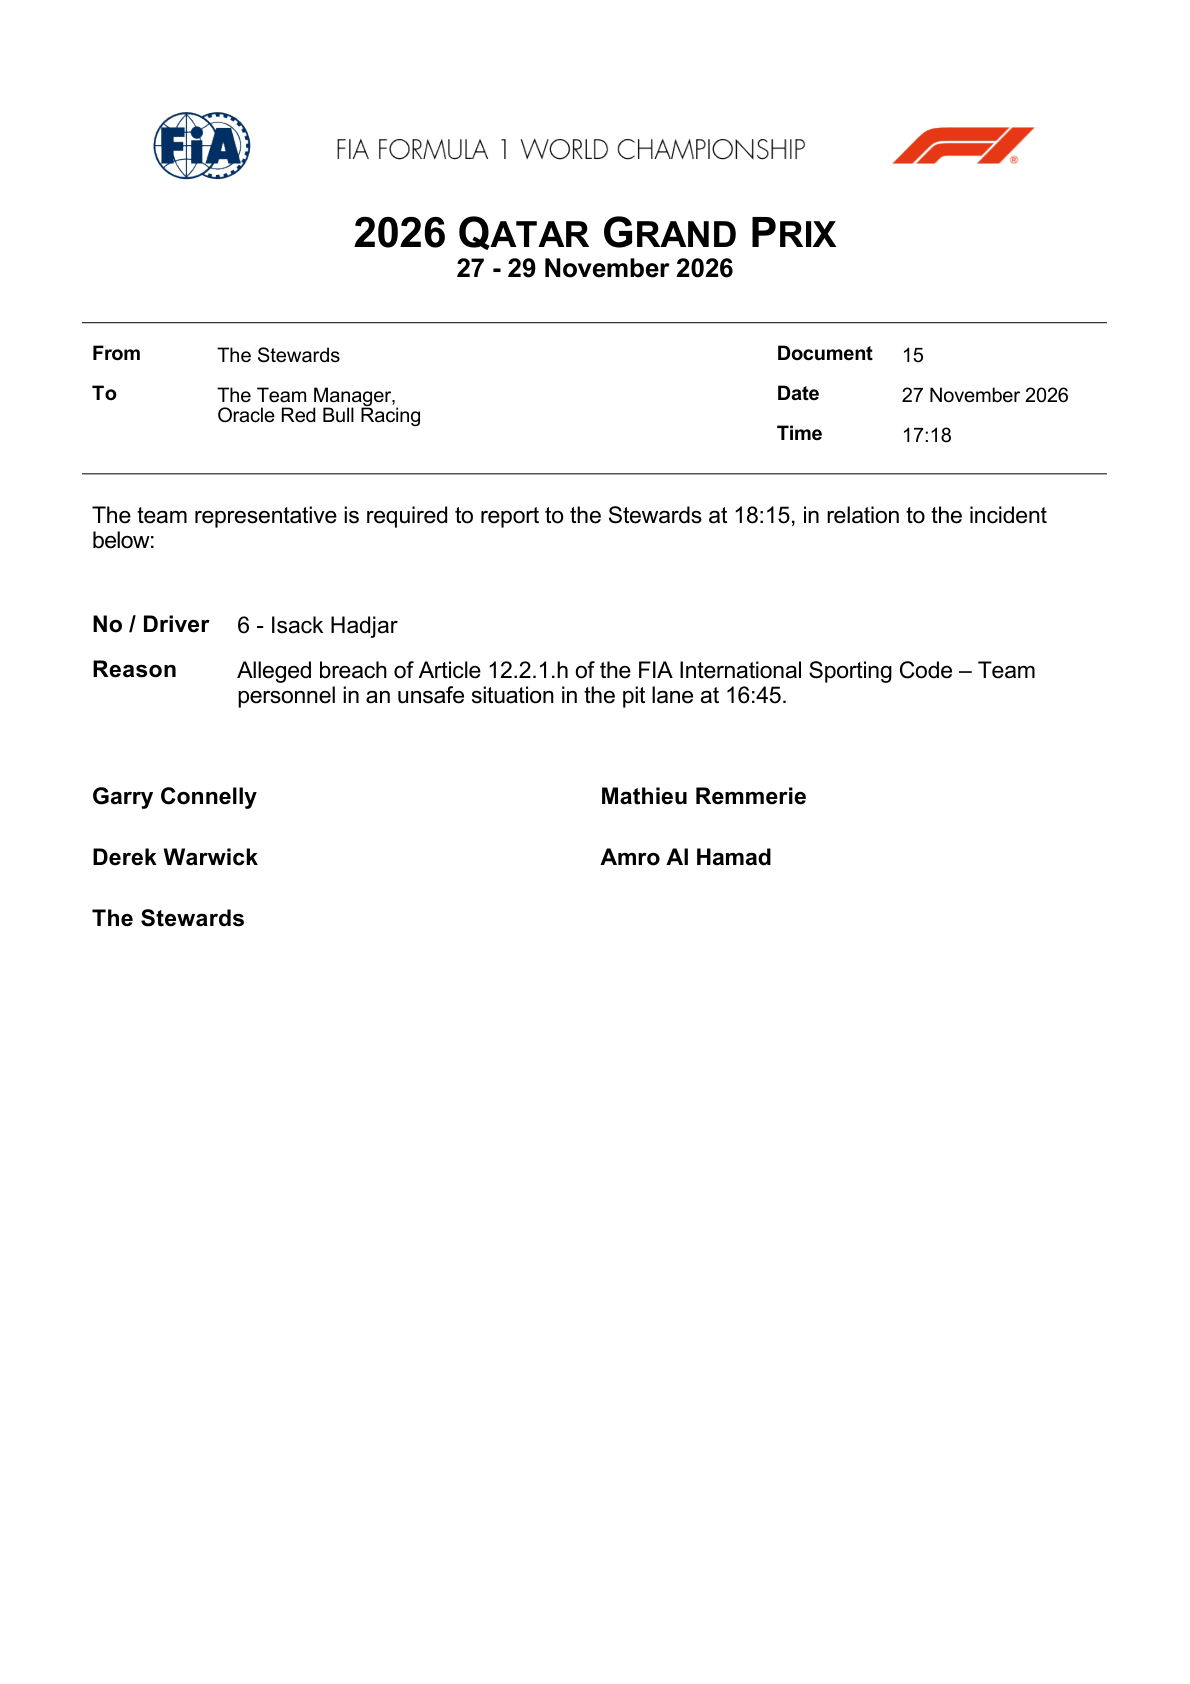 FIA
FIA FORMULA 1 WORLD CHAMPIONSHIP
F1®
2026 QATAR GRAND PRIX
27 - 29 November 2026
From The Stewards Document 15
To The Team Manager, Date 27 November 2026
Oracle Red Bull Racing
Time 17:18
The team representative is required to report to the Stewards at 18:15, in relation to the incident
below:
No / Driver 6 - Isack Hadjar
Reason Alleged breach of Article 12.2.1.h of the FIA International Sporting Code – Team
personnel in an unsafe situation in the pit lane at 16:45.
Garry Connelly Mathieu Remmerie
Derek Warwick Amro Al Hamad
The Stewards